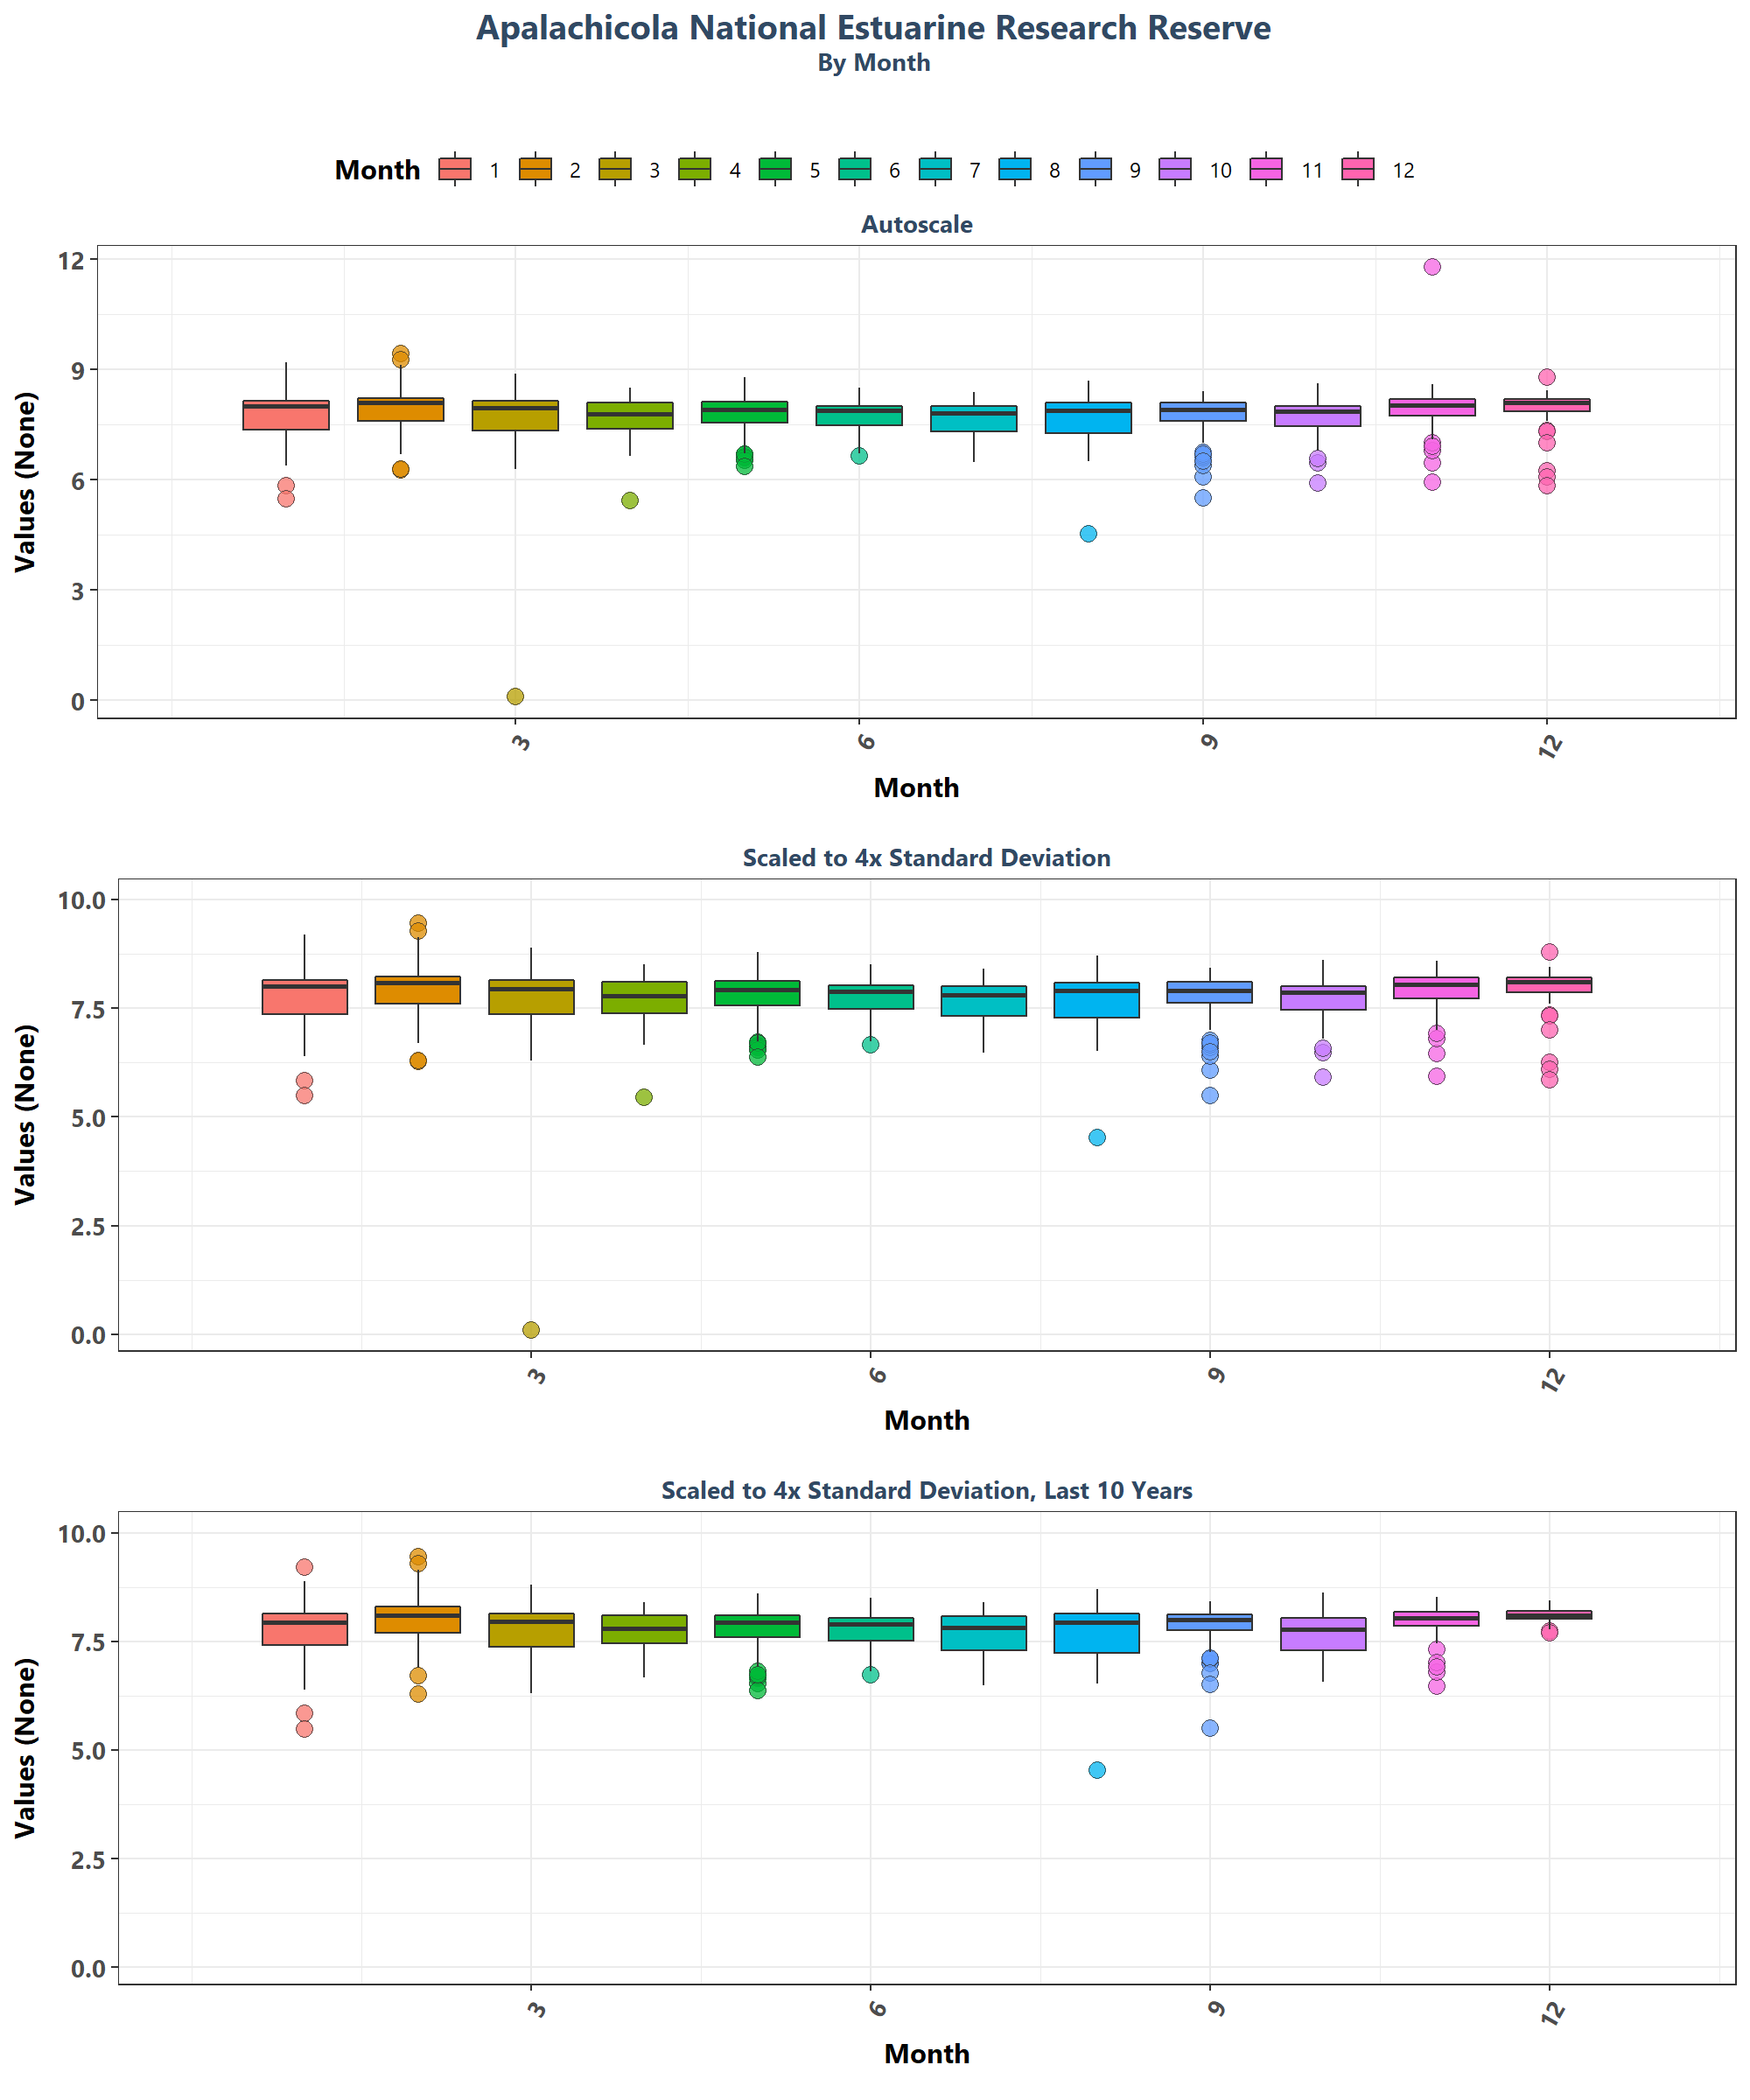 Apalachicola National Estuarine Research Reserve
By Month
Month 1 2 3 4 5 6 7 8 9 10 11 12
Autoscale
Values (None)
12
9
6
3
0
3 6 9 12
Month
Scaled to 4x Standard Deviation
Values (None)
10.0
7.5
5.0
2.5
0.0
3 6 9 12
Month
Scaled to 4x Standard Deviation, Last 10 Years
Values (None)
10.0
7.5
5.0
2.5
0.0
3 6 9 12
Month